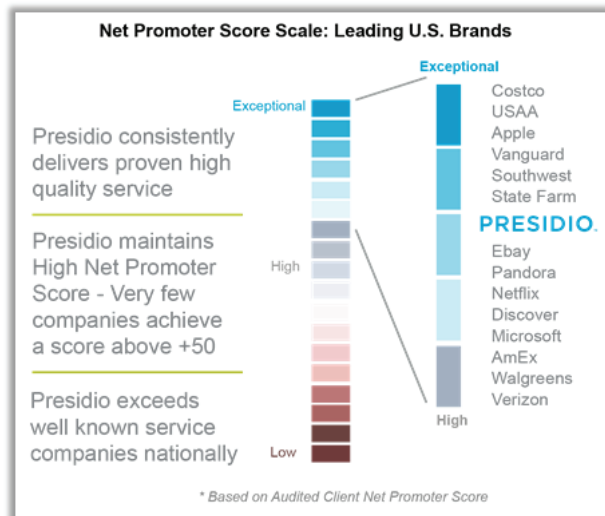 Net Promoter Score Scale: Leading U.S. Brands
Presidio consistently
delivers proven high
quality service
Presidio maintains
High Net Promoter
Score - Very few
companies achieve
a score above +50
Presidio exceeds
well known service
companies nationally
Exceptional
High
Low
Exceptional
Costco
USAA
Apple
Vanguard
Southwest
State Farm
PRESIDIO.
Ebay
Pandora
Netflix
Discover
Microsoft
AmEx
Walgreens
Verizon
High
* Based on Audited Client Net Promoter Score